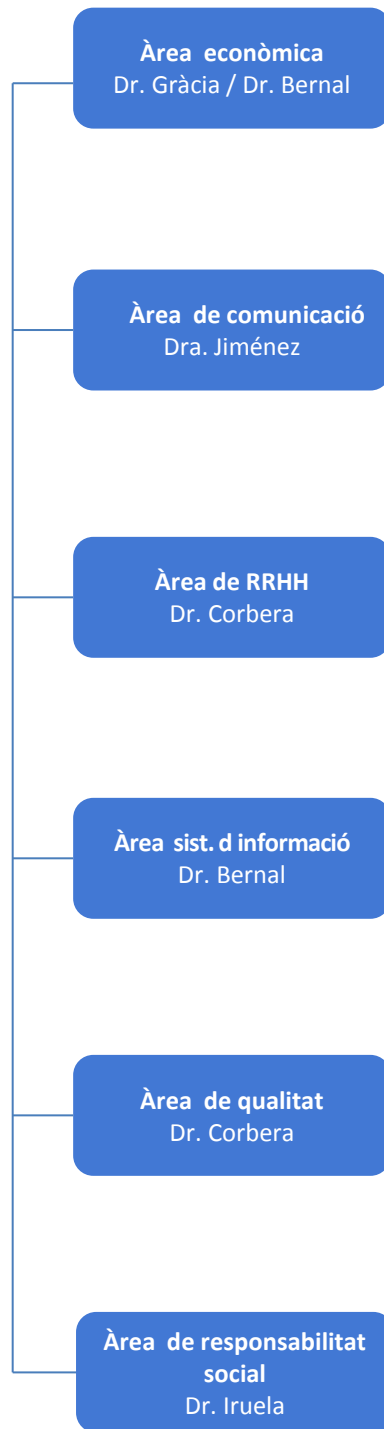 Àrea econòmica
Dr. Gràcia / Dr. Bernal
Àrea de comunicació
Dra. Jiménez
Àrea de RRHH
Dr. Corbera
Àrea sist. d informació
Dr. Bernal
Àrea de qualitat
Dr. Corbera
Àrea de responsabilitat
social
Dr. Iruela